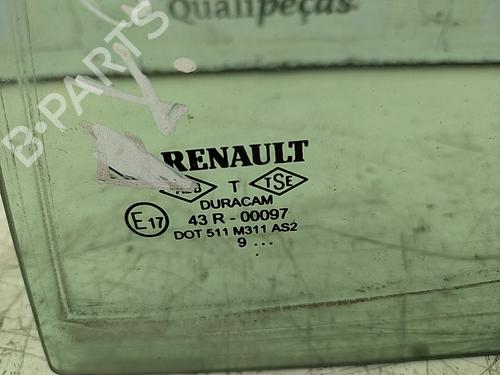 Qualipeças
B-PARTS
RENAULT
T TSE
DURACAM
E17 43 R - 00097
DOT 511 M311 AS2
9 ...
.